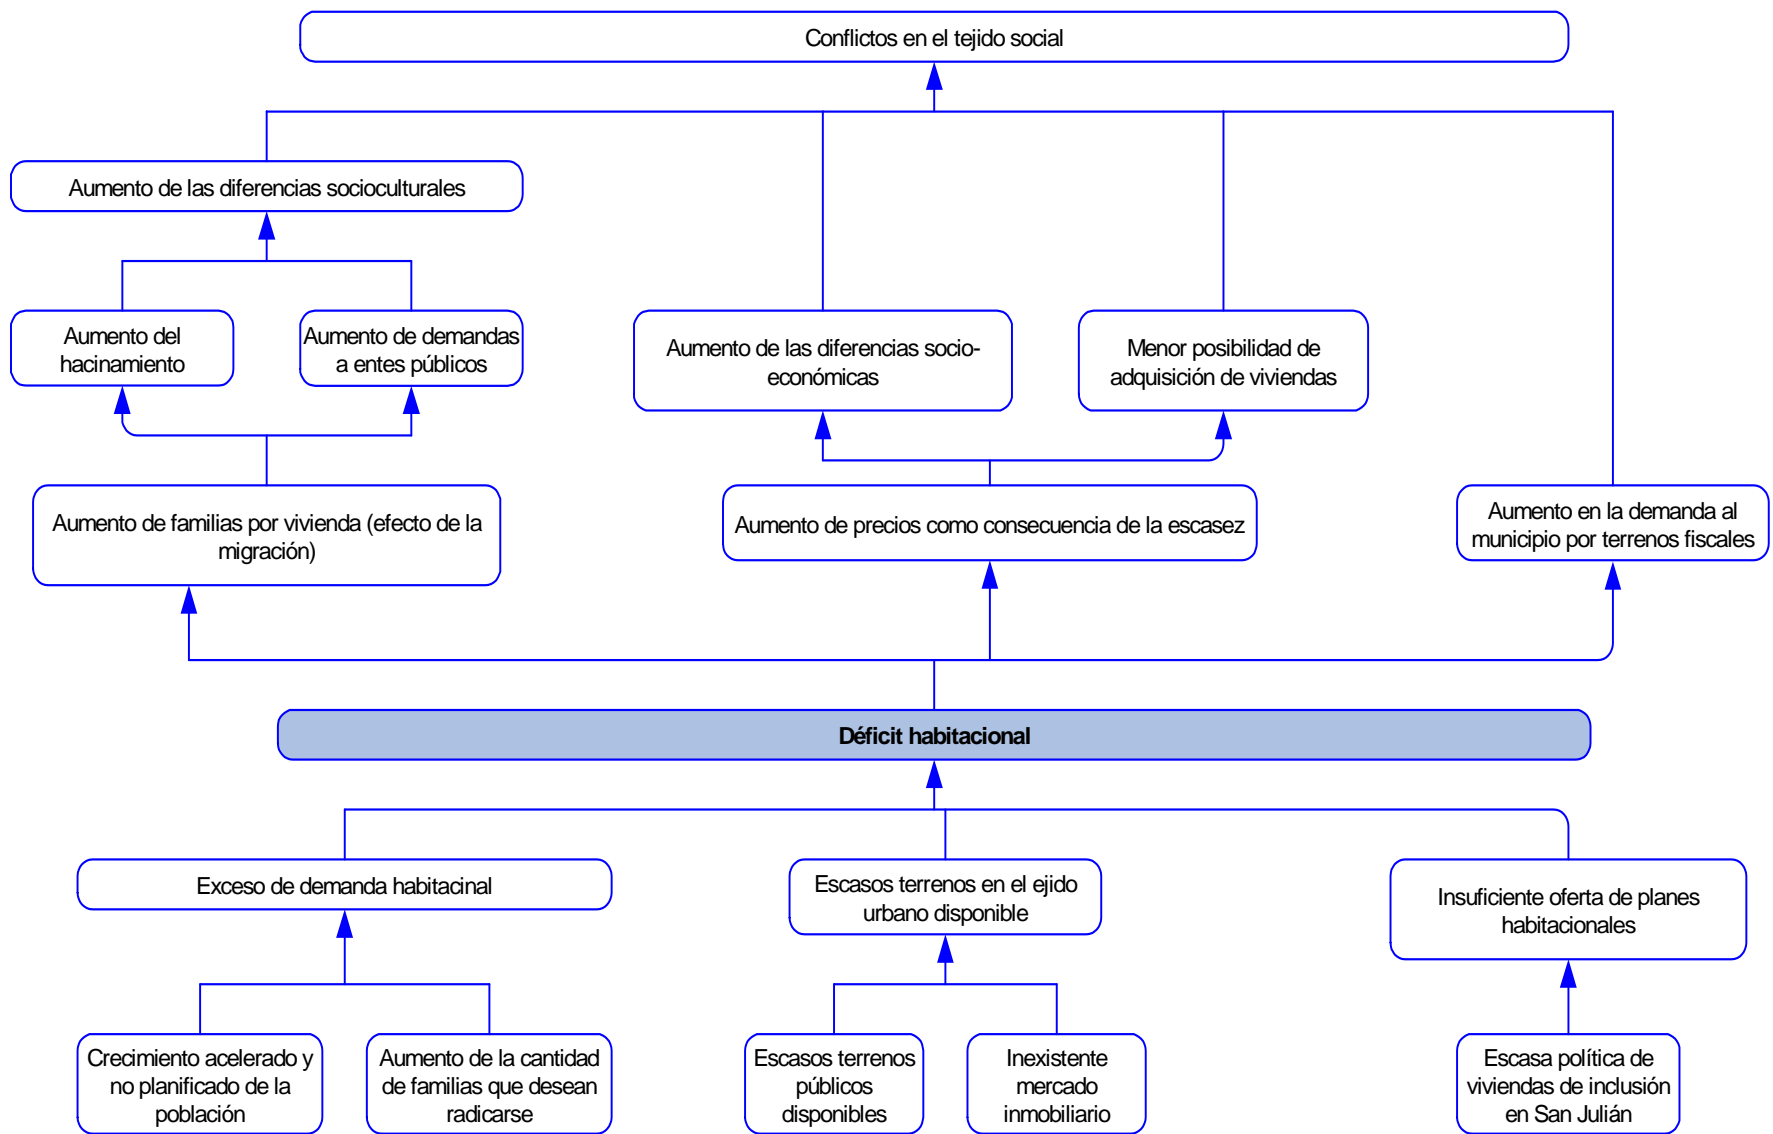 Conflictos en el tejido social
Aumento de las diferencias socioculturales
Aumento del
hacinamiento
Aumento de demandas
a entes públicos
Aumento de las diferencias socio-
económicas
Menor posibilidad de
adquisición de viviendas
Aumento de familias por vivienda (efecto de la
migración)
Aumento de precios como consecuencia de la escasez
Aumento en la demanda al
municipio por terrenos fiscales
Déficit habitacional
Exceso de demanda habitacinal
Escasos terrenos en el ejido
urbano disponible
Insuficiente oferta de planes
habitacionales
Crecimiento acelerado y
no planificado de la
población
Aumento de la cantidad
de familias que desean
radicarse
Escasos terrenos
públicos
disponibles
Inexistente
mercado
inmobiliario
Escasa política de
viviendas de inclusión
en San Julián